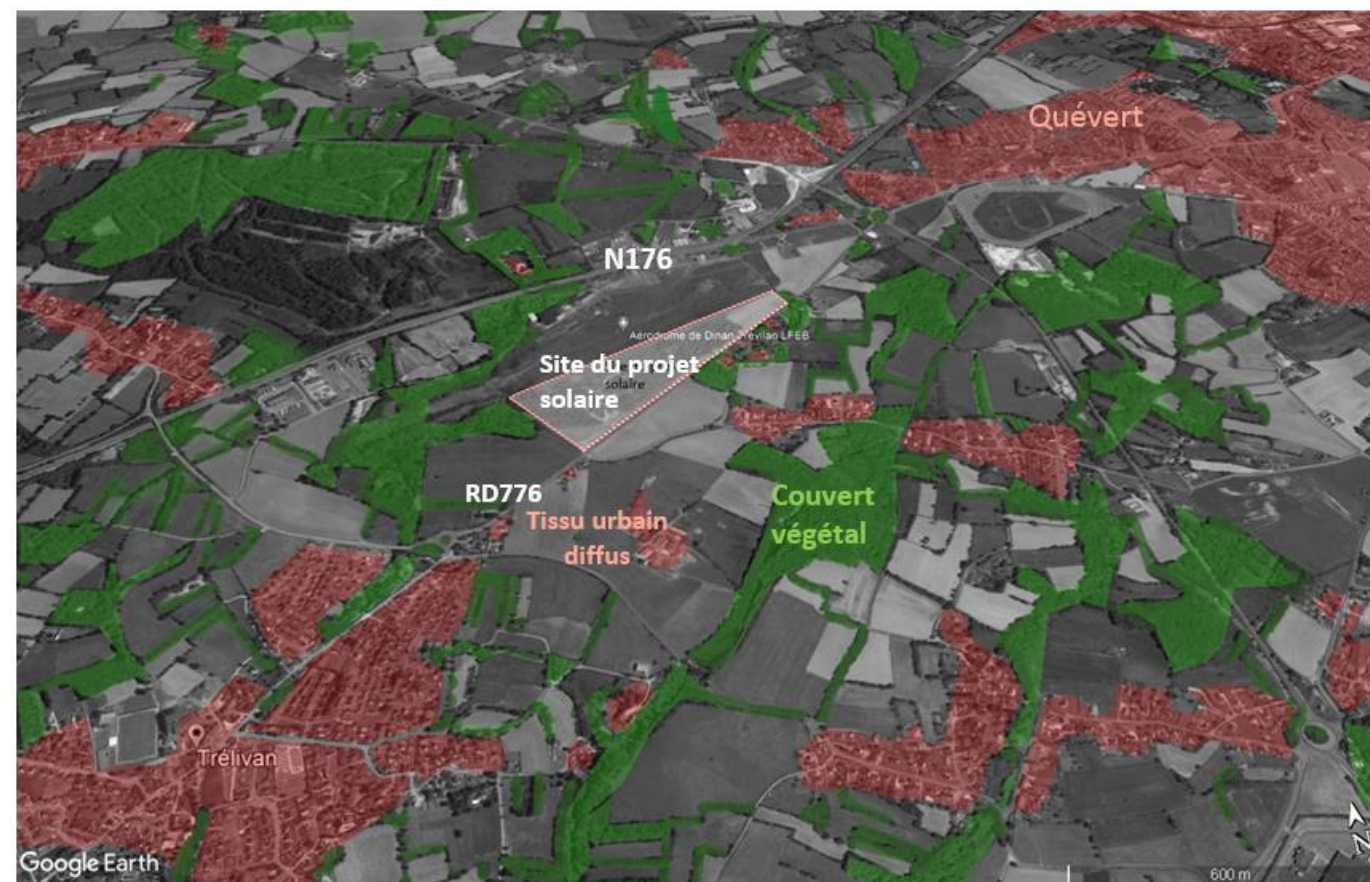 Quévert
N176
Aérodrome de Dinan-Trévilan LFEB
Site du projet
solaire
solaire
RD776
Tissu urbain
diffus
Couvert
végétal
Trélivan
Google Earth
600 m
N